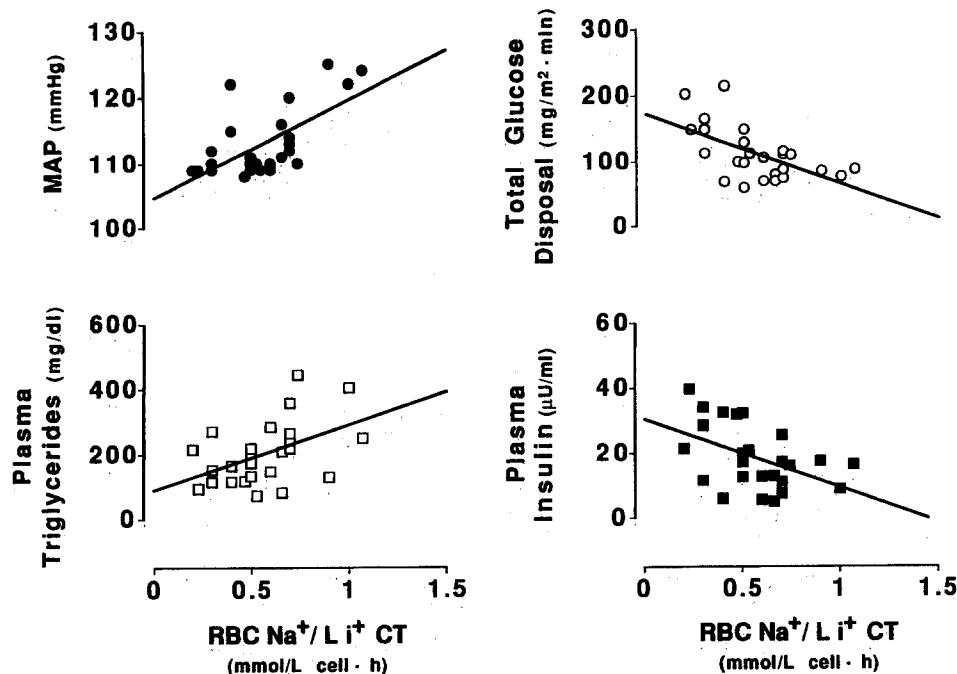 130
120
110
100
MAP (mmHg)
300
200
100
0
Total Glucose
Disposal (mg/m² · min)
600
400
200
0
Plasma
Triglycerides (mg/dl)
60
40
20
0
Plasma
Insulin (μU/ml)
0 0.5 1 1.5
RBC Na⁺/ L i⁺ CT
(mmol/L cell · h)
0 0.5 1 1.5
RBC Na⁺/ L i⁺ CT
(mmol/L cell · h)